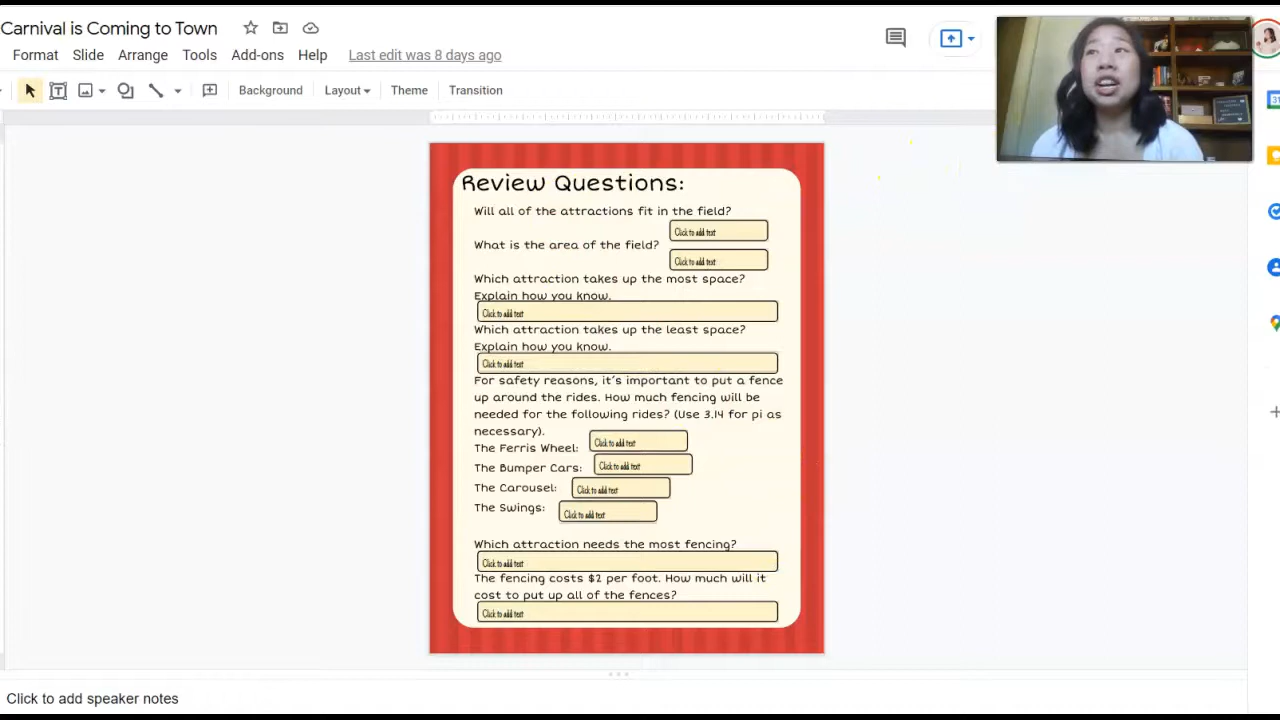 Carnival is Coming to Town
Format Slide Arrange Tools Add-ons Help Last edit was 8 days ago
Background Layout Theme Transition
Review Questions:
Will all of the attractions fit in the field?
Click to add text
What is the area of the field?
Click to add text
Which attraction takes up the most space?
Explain how you know.
Click to add text
Which attraction takes up the least space?
Explain how you know.
Click to add text
For safety reasons, it's important to put a fence
up around the rides. How much fencing will be
needed for the following rides? (Use 3.14 for pi as
necessary).
The Ferris Wheel: Click to add text
The Bumper Cars: Click to add text
The Carousel: Click to add text
The Swings: Click to add text
Which attraction needs the most fencing?
Click to add text
The fencing costs $2 per foot. How much will it
cost to put up all of the fences?
Click to add text
Click to add speaker notes